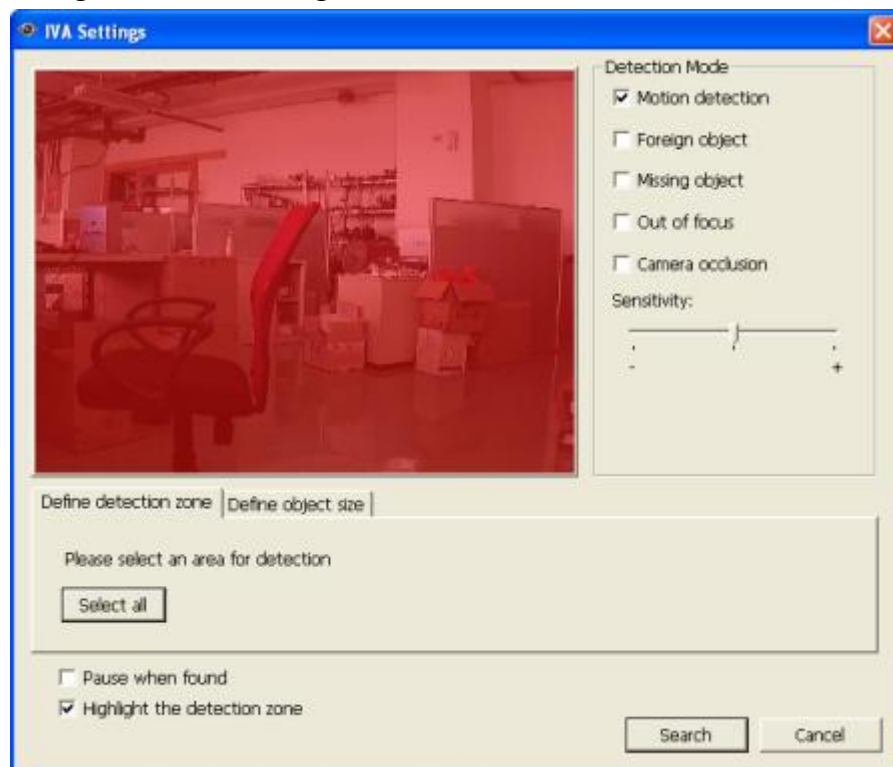 IVA Settings
Detection Mode
Motion detection
Foreign object
Missing object
Out of focus
Camera occlusion
Sensitivity:
- +
Define detection zone Define object size
Please select an area for detection
Select all
Pause when found
Highlight the detection zone
Search Cancel